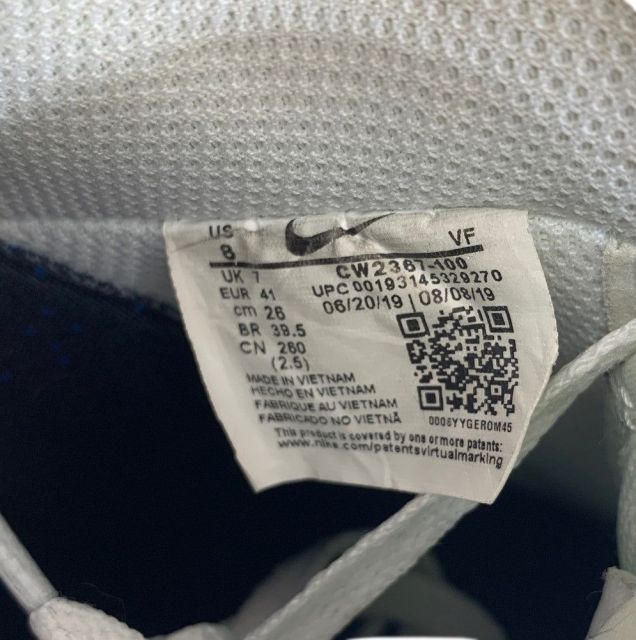 US
8
VF
UK 7
EUR 41
cm 26
BR 39.5
CN 260
(2.5)
CW2381-100
UPC 00193145329270
06/20/19 | 08/08/19
MADE IN VIETNAM
HECHO EN VIETNAM
FABRIQUE AU VIETNAM
FABRICADO NO VIETNÃ
0006YYGEROM45
This product is covered by one or more patents:
www.nike.com/patentsvirtualmarking